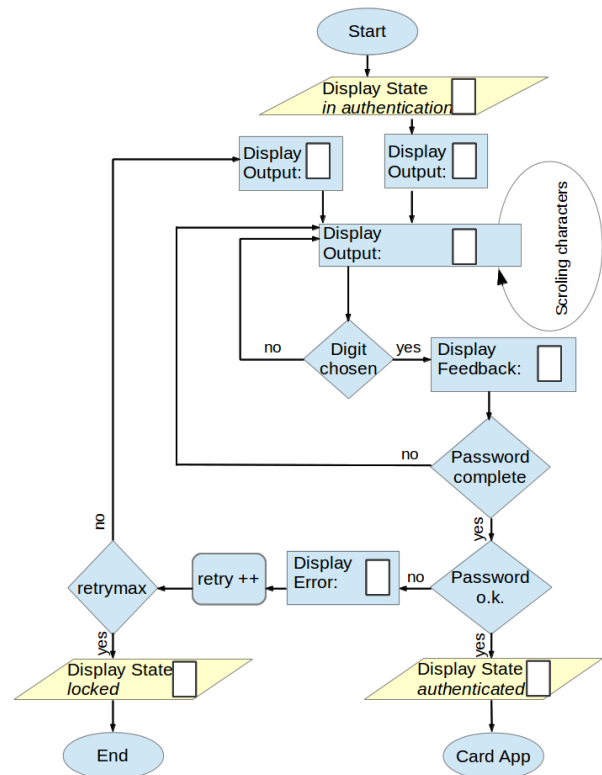 Start
Display State
in authentication
Display
Output:
Display
Output:
Display
Output:
Scroling characters
Digit
chosen
no
yes
Display
Feedback:
no
Password
complete
yes
no
retrymax
retry ++
Display
Error:
no
Password
o.k.
yes
yes
Display State
locked
Display State
authenticated
End
Card App